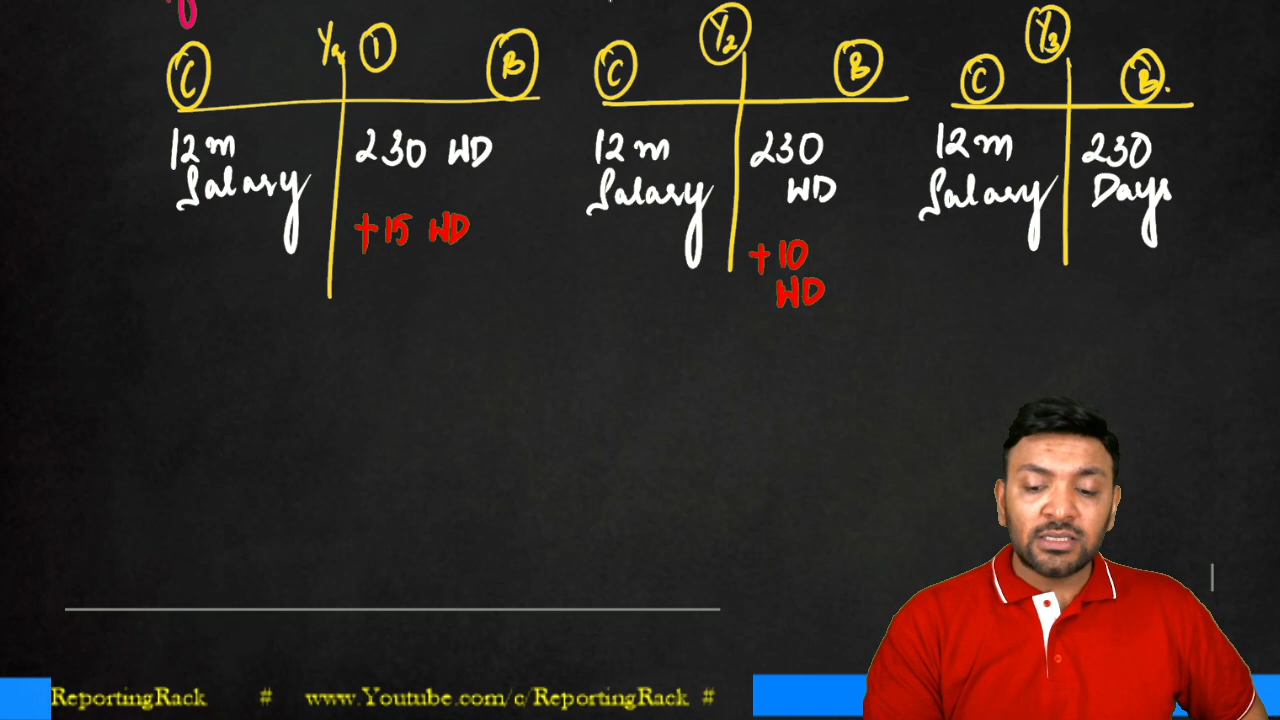 C Yr 1 B
12m 230 WD
Salary
+15 WD
C Y2 B
12m 230
Salary WD
+10
WD
C Y3 B.
12m 230
Salary Days
ReportingRack # www.Youtube.com/c/ReportingRack #